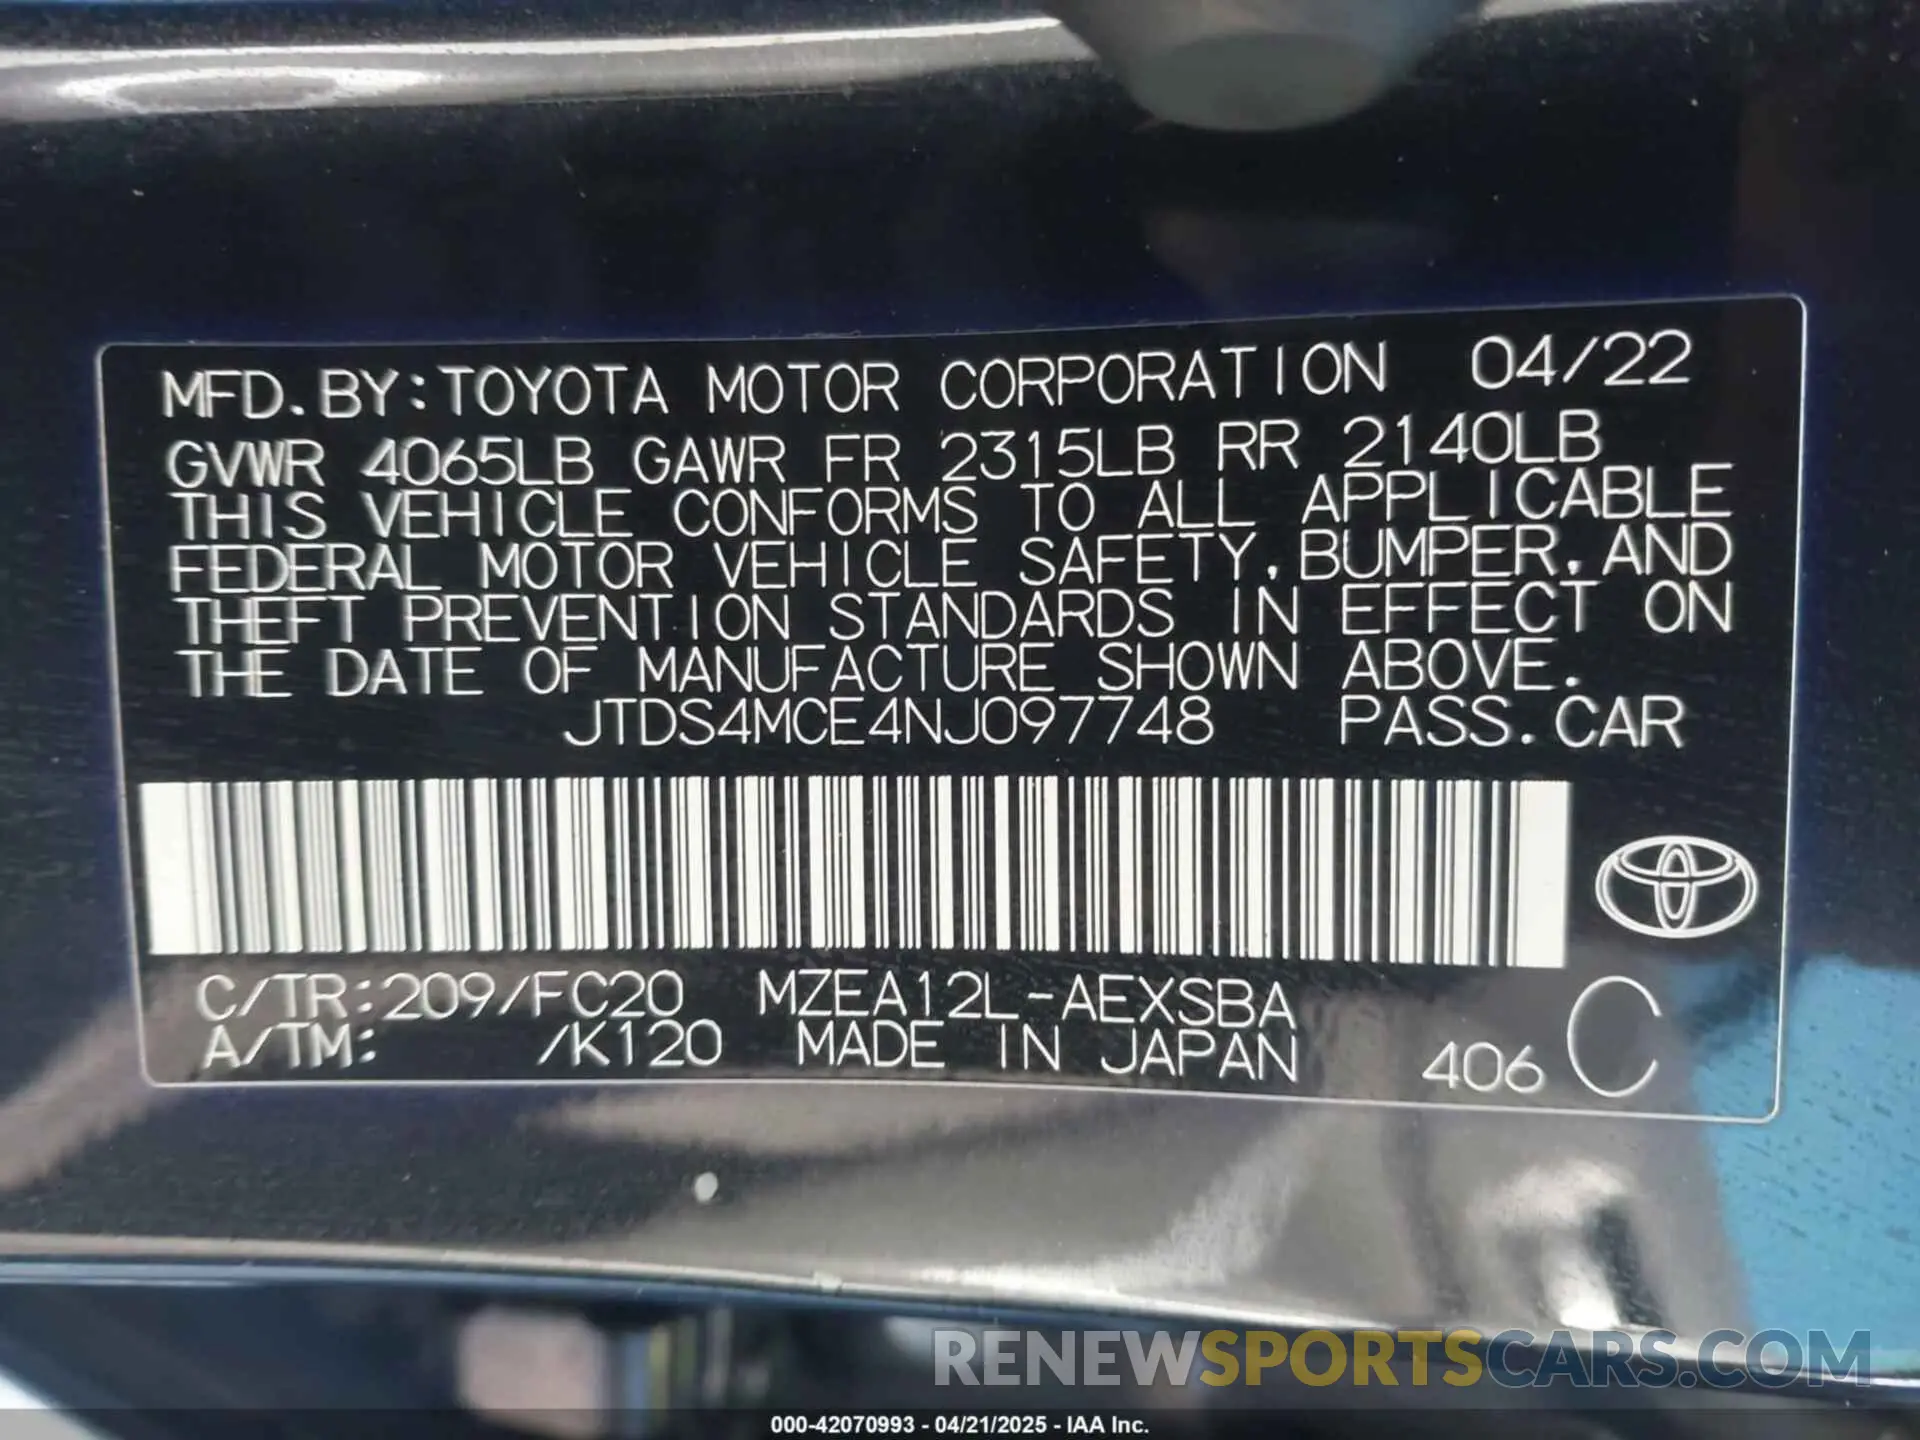 MFD.BY:TOYOTA MOTOR CORPORATION 04/22
GVWR 4065LB GAWR FR 2315LB RR 2140LB
THIS VEHICLE CONFORMS TO ALL APPLICABLE
FEDERAL MOTOR VEHICLE SAFETY,BUMPER,AND
THEFT PREVENTION STANDARDS IN EFFECT ON
THE DATE OF MANUFACTURE SHOWN ABOVE.
JTDS4MCE4NJ097748 PASS.CAR
C/TR:209/FC20 MZEA12L-AEXSBA
A/TM: /K120 MADE IN JAPAN 406 C
RENEWSPORTSCARS.COM
000-42070993 - 04/21/2025 - IAA Inc.